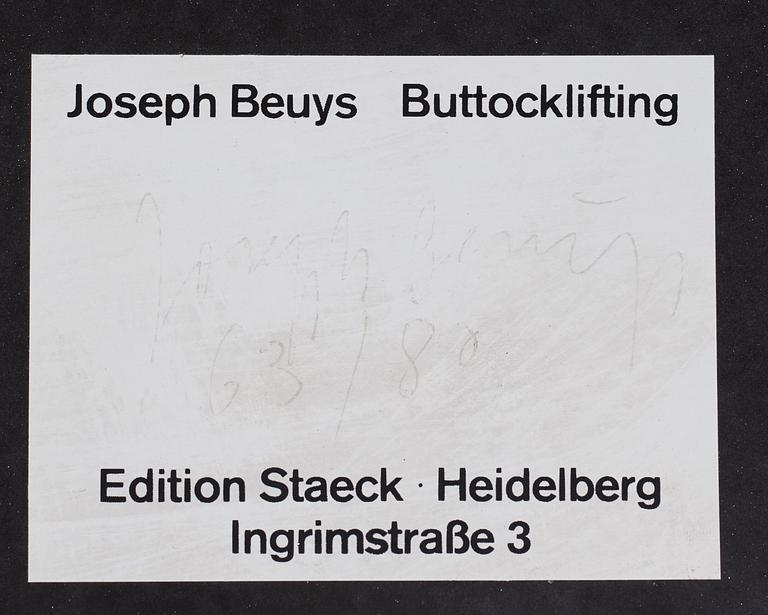 Joseph Beuys Buttocklifting
Joseph Beuys
63/80
Edition Staeck · Heidelberg
Ingrimstraße 3